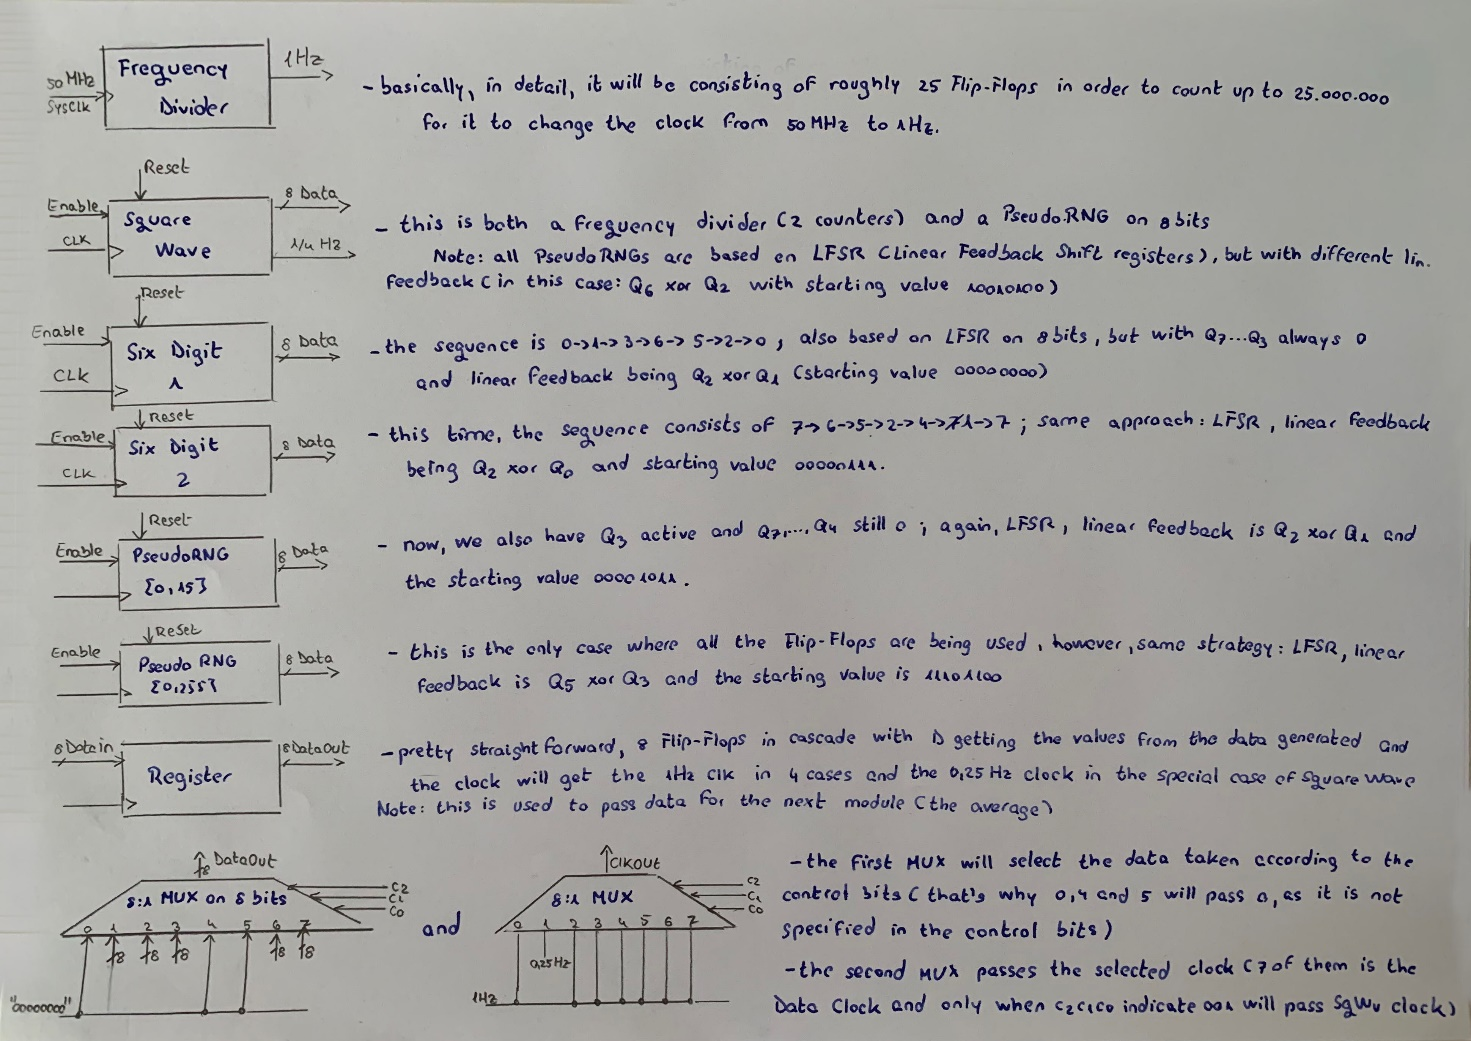 50 MHz
SYSCLK
Frequency
Divider
1Hz
- basically, in detail, it will be consisting of roughly 25 Flip-Flops in order to count up to 25.000.000
for it to change the clock from 50 MHz to 1Hz.
Reset
Enable
CLK
Square
Wave
8 Data
1/4 Hz
- this is both a frequency divider (2 counters) and a PseudoRNG on 8 bits
Note: all PseudoRNGs are based on LFSR (Linear Feedback Shift registers), but with different lin.
feedback (in this case: Q6 xor Q2 with starting value 10010100)
Reset
Enable
CLK
Six Digit
1
8 Data
- the sequence is 0->1->3->6->5->2->0 ; also based on LFSR on 8 bits, but with Q7...Q3 always 0
and linear feedback being Q2 xor Q1 (starting value 00000000)
Reset
Enable
CLK
Six Digit
2
8 Data
- this time, the sequence consists of 7->6->5->2->4->1->7 ; same approach: LFSR, linear feedback
being Q2 xor Q0 and starting value 00000111.
Reset
Enable
PseudoRNG
[0,15]
8 Data
- now, we also have Q3 active and Q7,..., Q4 still 0 ; again, LFSR, linear feedback is Q2 xor Q1 and
the starting value 00001011.
ReSet
Enable
Pseudo RNG
[0,255]
8 Data
- this is the only case where all the Flip-Flops are being used, however, same strategy: LFSR, linear
feedback is Q5 xor Q3 and the starting value is 11101100
8 Data in
Register
8 DataOut
- pretty straightforward, 8 Flip-Flops in cascade with D getting the values from the data generated and
the clock will get the 1Hz clk in 4 cases and the 0,25 Hz clock in the special case of Square Wave
Note: this is used to pass data for the next module (the average)
8 DataOut
8:1 MUX on 8 bits
C2
C1
C0
0 1 2 3 4 5 6 7
8 8 8 8 8
"00000000"
and
ClkOut
8:1 MUX
C2
C1
C0
0 1 2 3 4 5 6 7
0,25Hz
1Hz
- the first MUX will select the data taken according to the
control bits (that's why 0,4 and 5 will pass 0, as it is not
specified in the control bits)
- the second MUX passes the selected clock (7 of them is the
Data Clock and only when C2C1C0 indicate 001 will pass SqWv clock)